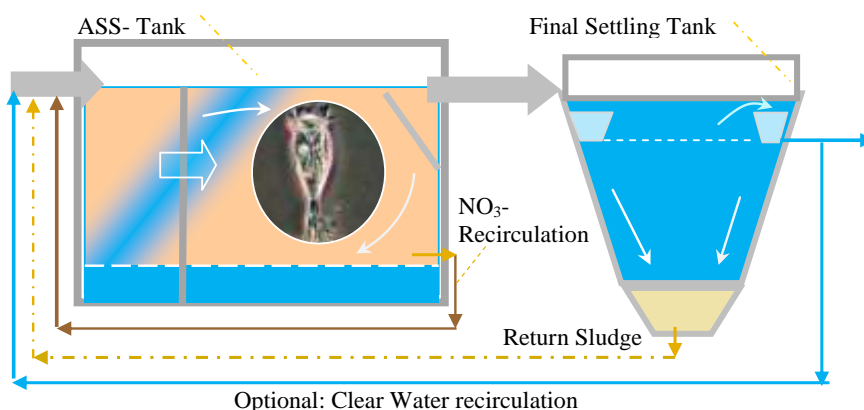 ASS- Tank
Final Settling Tank
NO₃-
Recirculation
Return Sludge
Optional: Clear Water recirculation